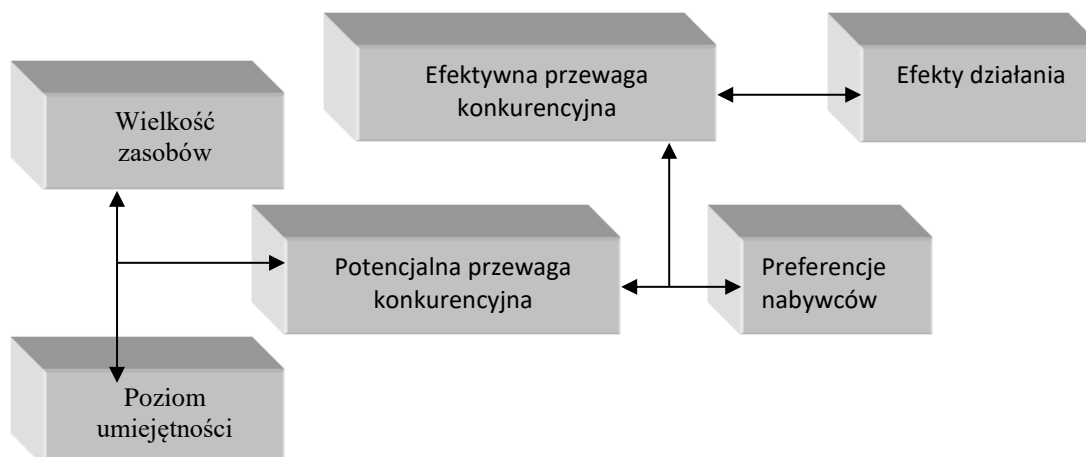 Efektywna przewaga
konkurencyjna
Efekty działania
Wielkość
zasobów
Potencjalna przewaga
konkurencyjna
Preferencje
nabywców
Poziom
umiejętności